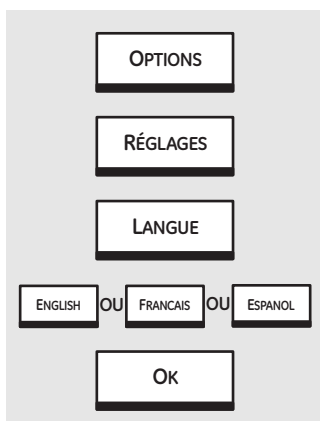 OPTIONS
RÉGLAGES
LANGUE
ENGLISH OU FRANCAIS OU ESPANOL
OK